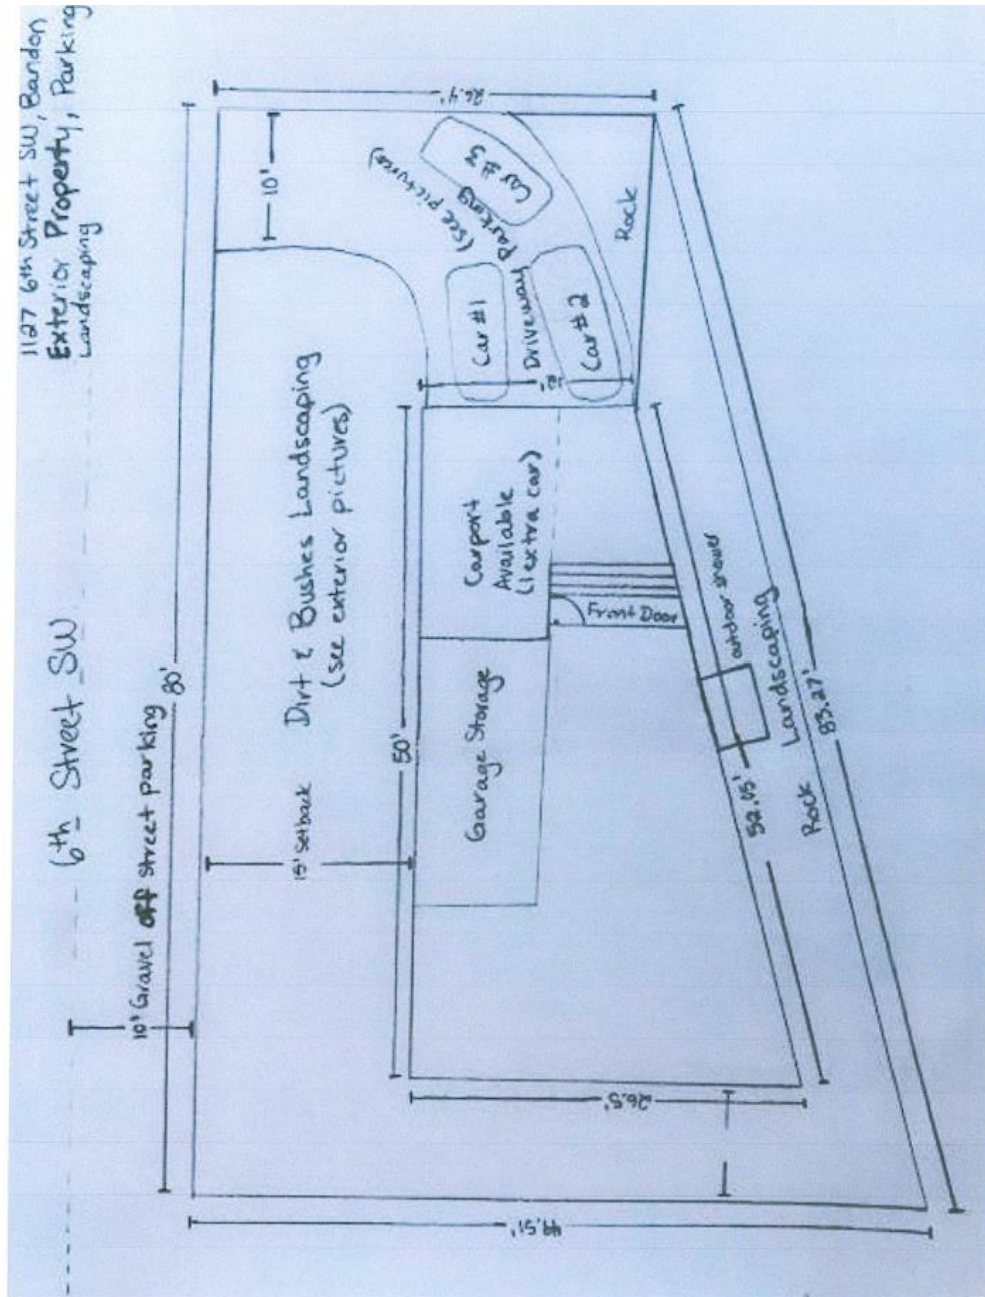 1127 6th Street SW, Bandon
Exterior Property, Parking
Landscaping
6th Street SW
10' Gravel off street parking
80'
26.4'
10'
Car #3
Parking
(see pictures)
Car #1
Driveway
Car #2
Rock
12'
Dirt & Bushes Landscaping
(see exterior pictures)
15' Setback
50'
Carport
Available
(1 extra car)
Front Door
Garage Storage
outdoor shower
Rock Landscaping
52.05'
83.27'
26.5'
49.51'